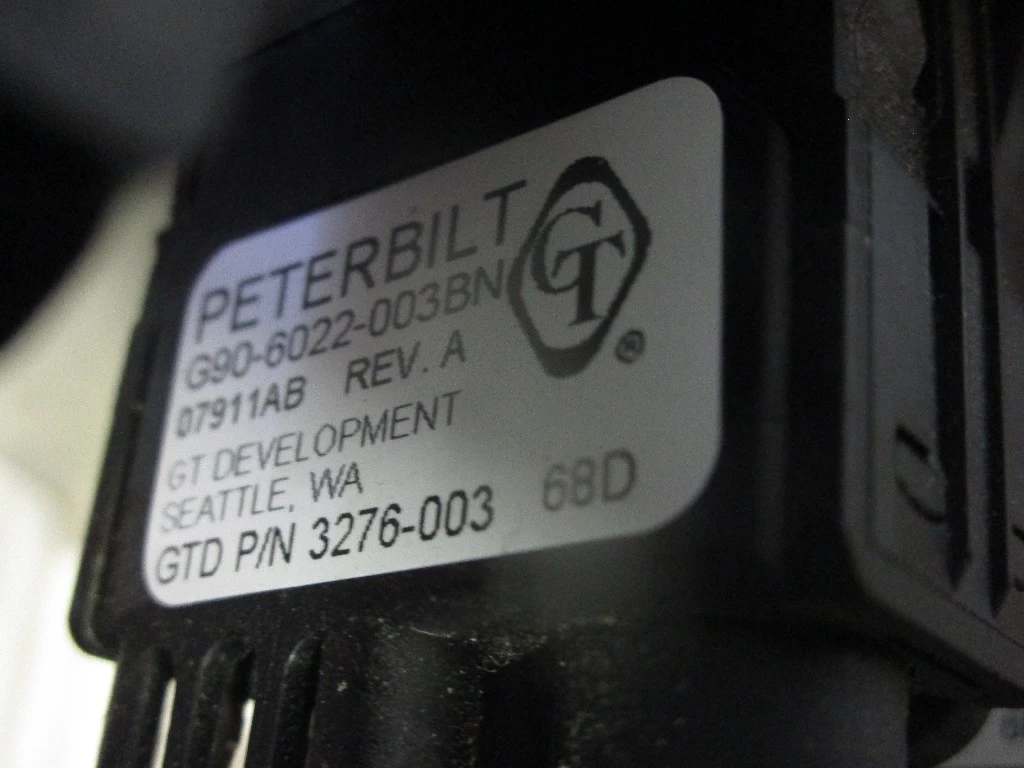 PETERBILT
G90-6022-003BN
07911AB REV. A
GT DEVELOPMENT
SEATTLE, WA
GTD P/N 3276-003 68D
GT
®